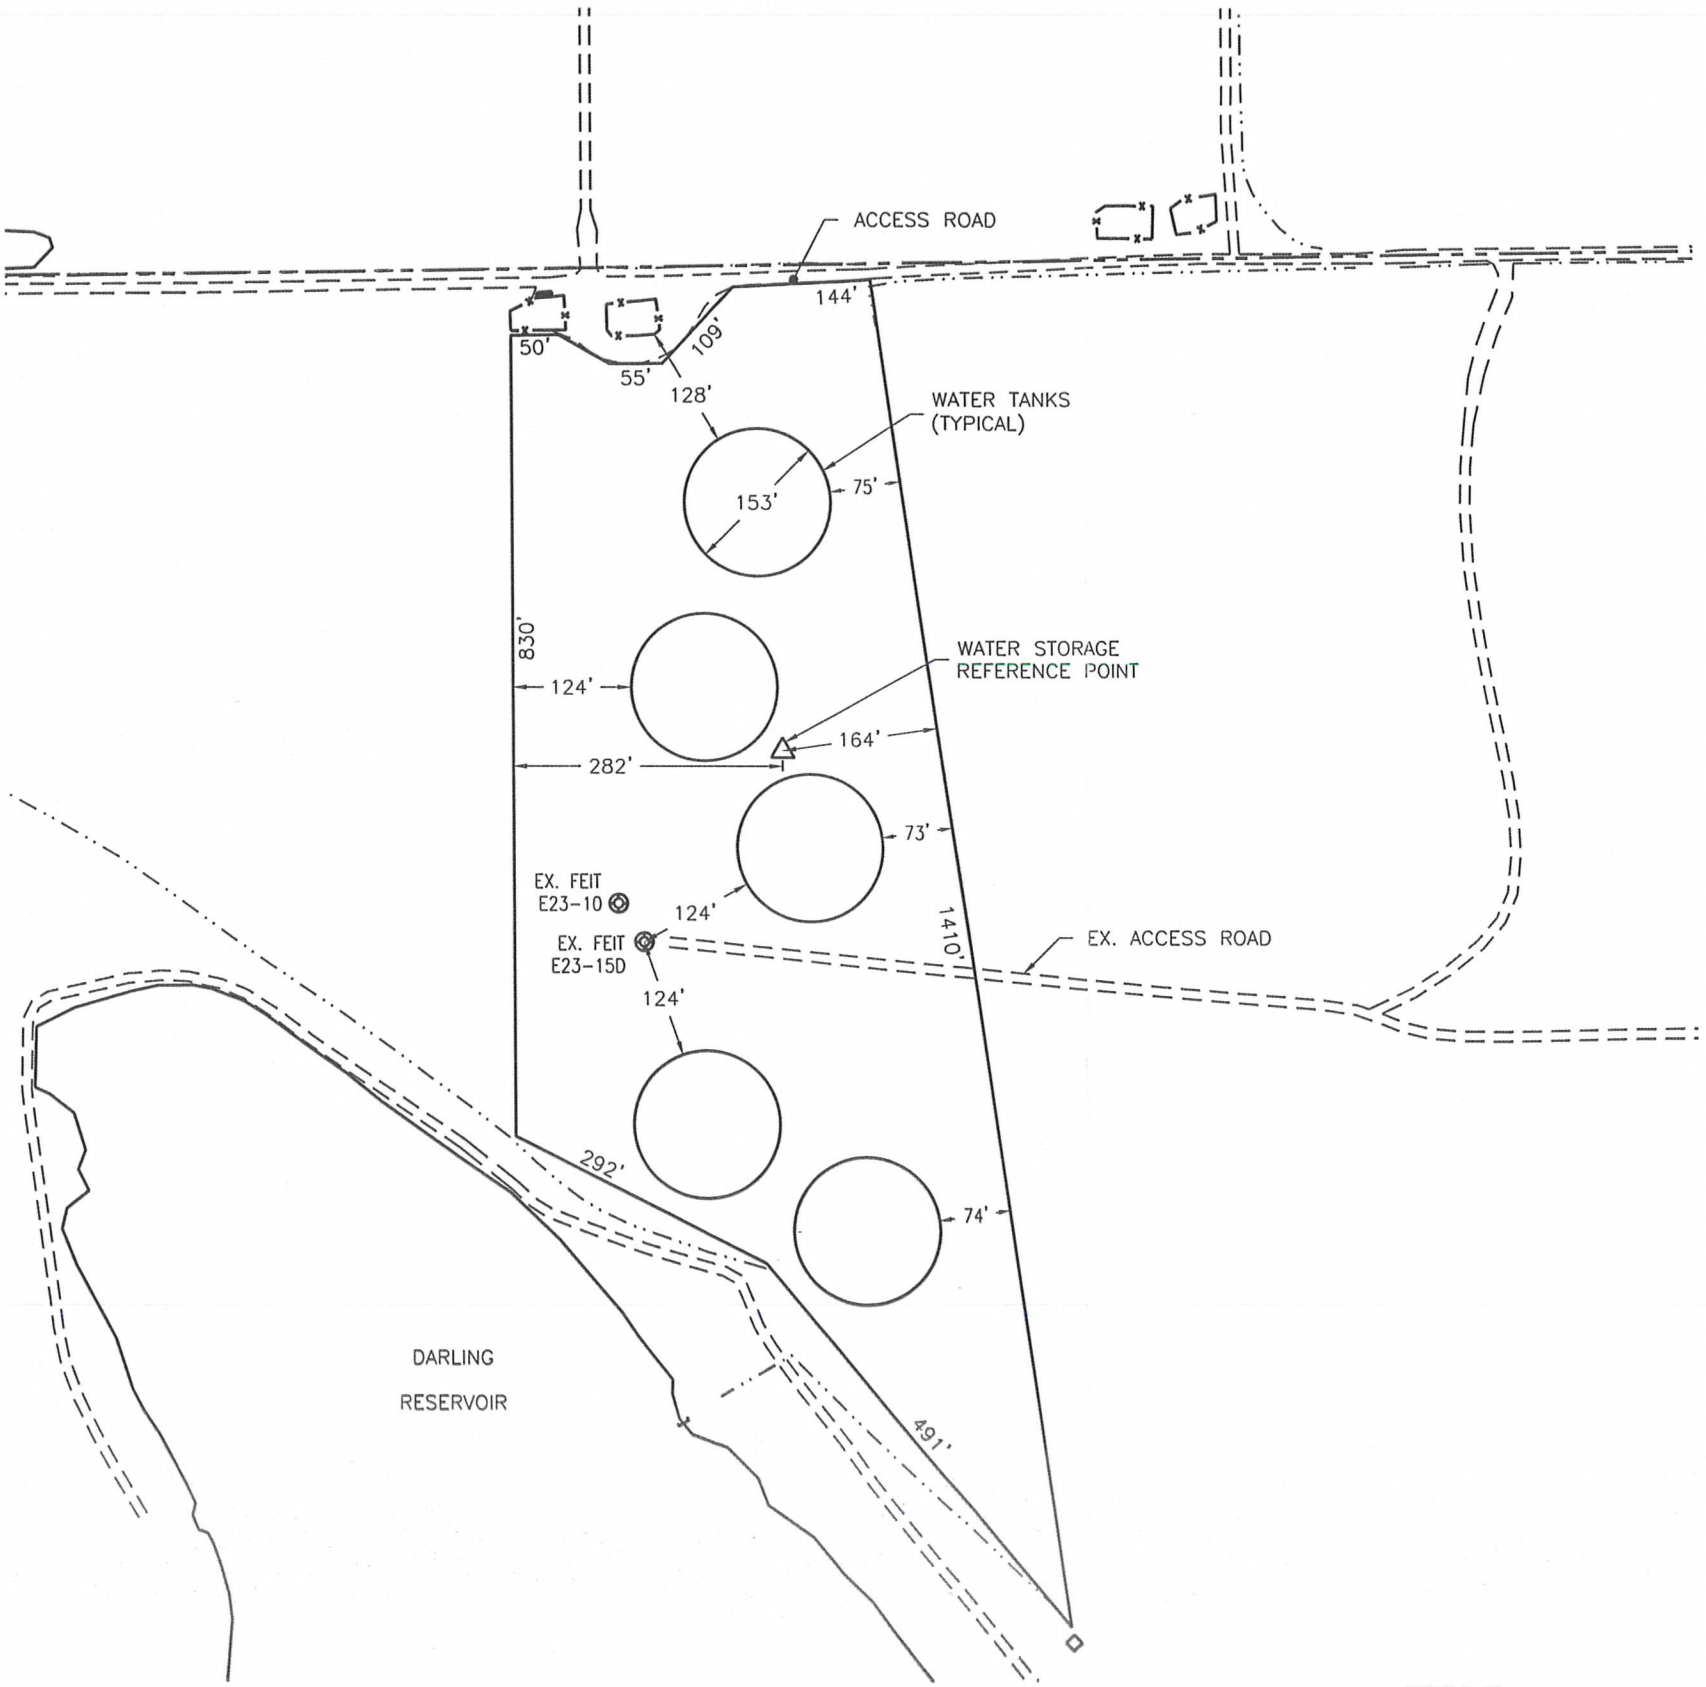 ACCESS ROAD
144'
109'
50'
55'
128'
WATER TANKS
(TYPICAL)
75'
153'
830'
WATER STORAGE
REFERENCE POINT
124'
164'
282'
73'
EX. FEIT
E23-10
124'
1410'
EX. ACCESS ROAD
EX. FEIT
E23-15D
124'
292'
74'
DARLING
RESERVOIR
491'